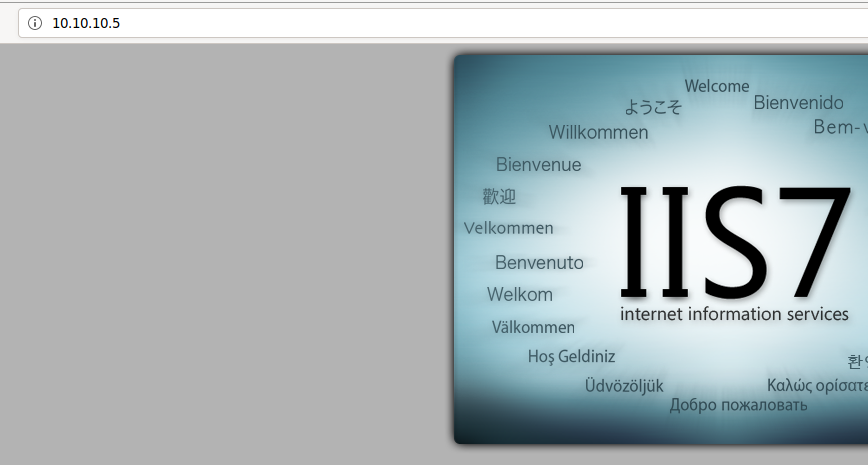 10.10.10.5
Welcome
ようこそ
Bienvenido
Bem-
Willkommen
Bienvenue
歡迎
Velkommen
IIS7
Benvenuto
Welkom
internet information services
Välkommen
Hoş Geldiniz
환
Üdvözöljük
Καλώς ορίσατε
Добро пожаловать